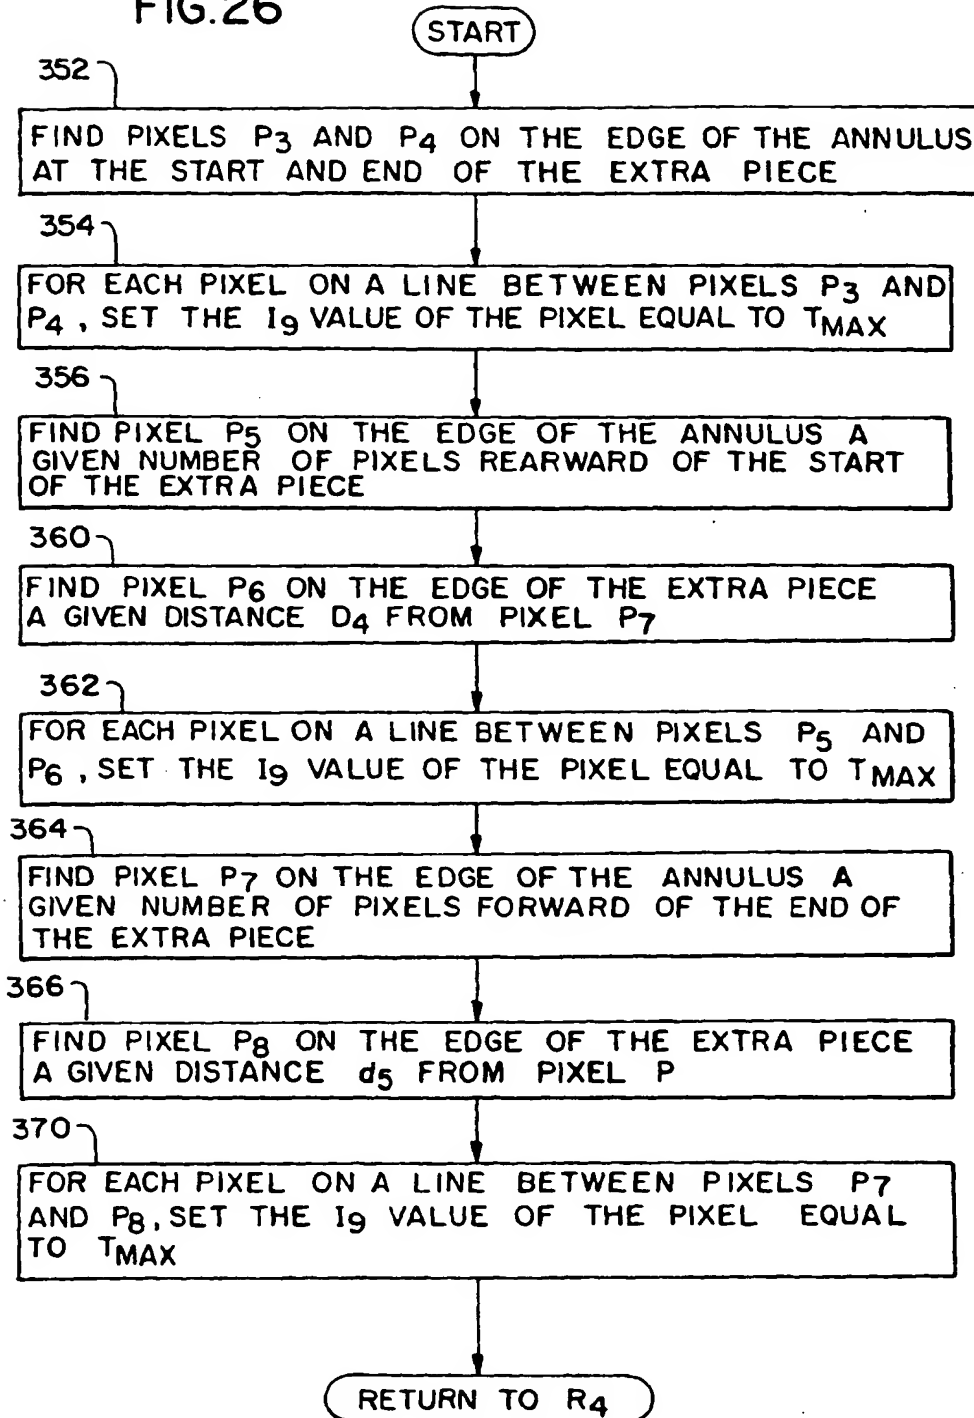 FIG.26
START
352
FIND PIXELS P3 AND P4 ON THE EDGE OF THE ANNULUS
AT THE START AND END OF THE EXTRA PIECE
354
FOR EACH PIXEL ON A LINE BETWEEN PIXELS P3 AND
P4, SET THE I9 VALUE OF THE PIXEL EQUAL TO TMAX
356
FIND PIXEL P5 ON THE EDGE OF THE ANNULUS A
GIVEN NUMBER OF PIXELS REARWARD OF THE START
OF THE EXTRA PIECE
360
FIND PIXEL P6 ON THE EDGE OF THE EXTRA PIECE
A GIVEN DISTANCE D4 FROM PIXEL P7
362
FOR EACH PIXEL ON A LINE BETWEEN PIXELS P5 AND
P6, SET THE I9 VALUE OF THE PIXEL EQUAL TO TMAX
364
FIND PIXEL P7 ON THE EDGE OF THE ANNULUS A
GIVEN NUMBER OF PIXELS FORWARD OF THE END OF
THE EXTRA PIECE
366
FIND PIXEL P8 ON THE EDGE OF THE EXTRA PIECE
A GIVEN DISTANCE d5 FROM PIXEL P
370
FOR EACH PIXEL ON A LINE BETWEEN PIXELS P7
AND P8, SET THE I9 VALUE OF THE PIXEL EQUAL
TO TMAX
RETURN TO R4